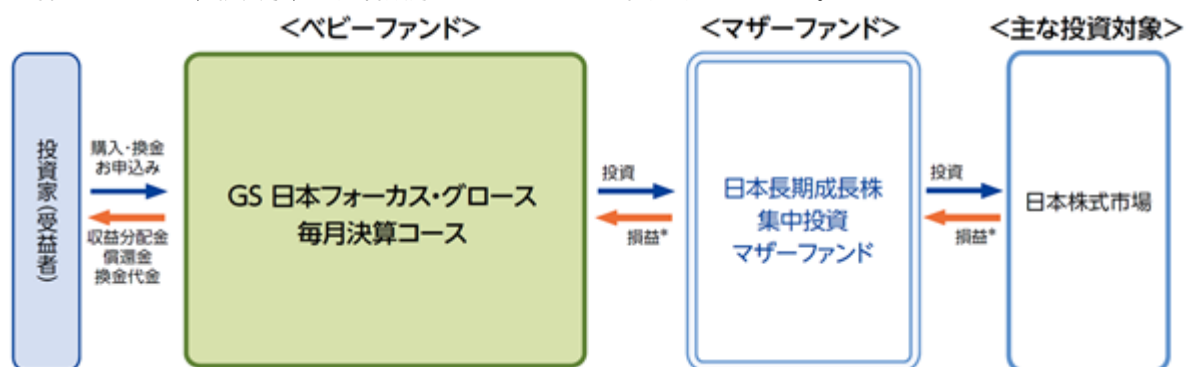 <ベビーファンド>
<マザーファンド>
<主な投資対象>
投資家(受益者)
購入・換金
お申込み
収益分配金
償還金
換金代金
GS 日本フォーカス・グロース
毎月決算コース
投資
損益*
日本長期成長株
集中投資
マザーファンド
投資
損益*
日本株式市場